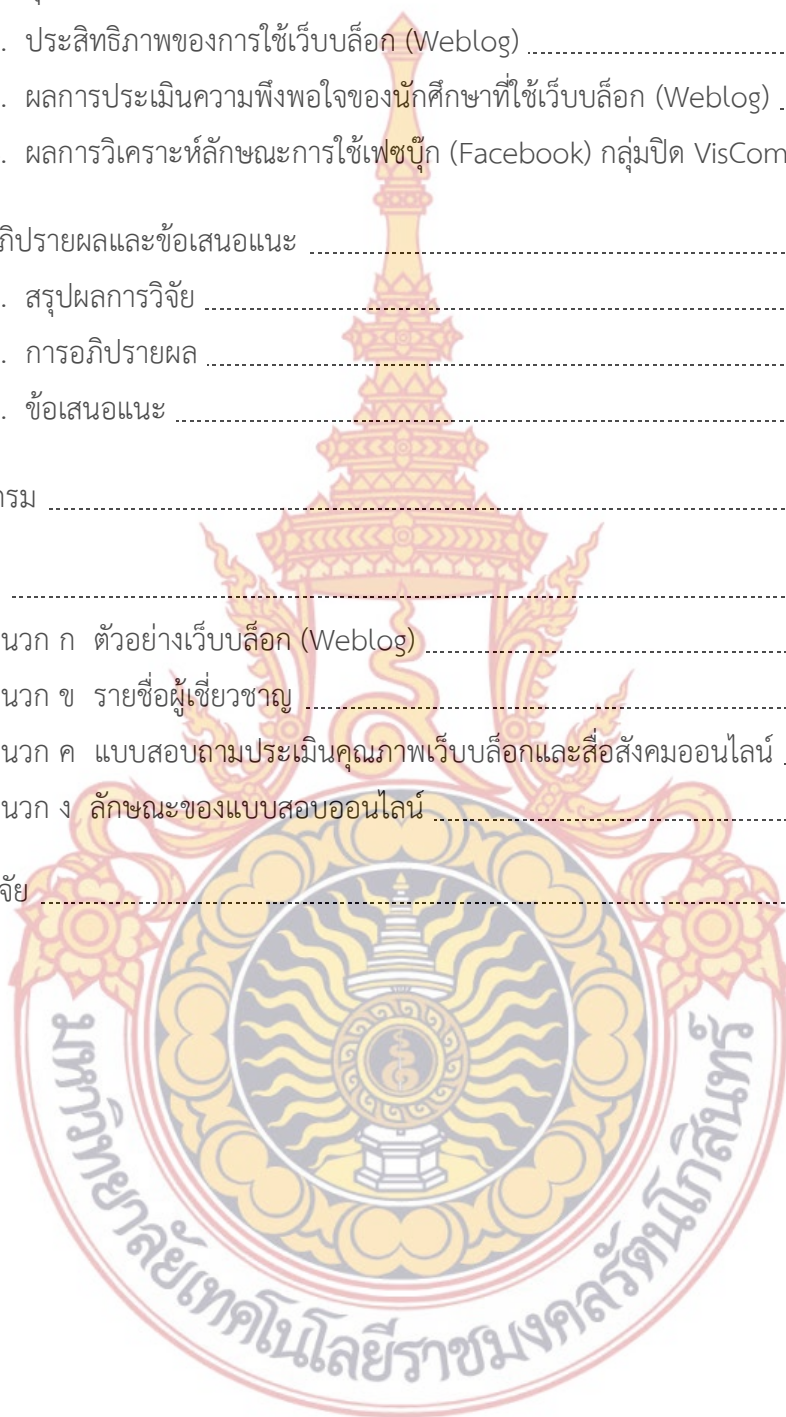 . ประสิทธิภาพของการใช้เว็บบล็อก (Weblog)
. ผลการประเมินความพึงพอใจของนักศึกษาที่ใช้เว็บบล็อก (Weblog)
. ผลการวิเคราะห์ลักษณะการใช้เฟซบุ๊ก (Facebook) กลุ่มปิด VisCom
ภิปรายผลและข้อเสนอแนะ
. สรุปผลการวิจัย
. การอภิปรายผล
. ข้อเสนอแนะ
กรม
นวก ก ตัวอย่างเว็บบล็อก (Weblog)
นวก ข รายชื่อผู้เชี่ยวชาญ
นวก ค แบบสอบถามประเมินคุณภาพเว็บบล็อกและสื่อสังคมออนไลน์
นวก ง ลักษณะของแบบสอบออนไลน์
จัย
มหาวิทยาลัยเทคโนโลยีราชมงคลรัตนโกสินทร์